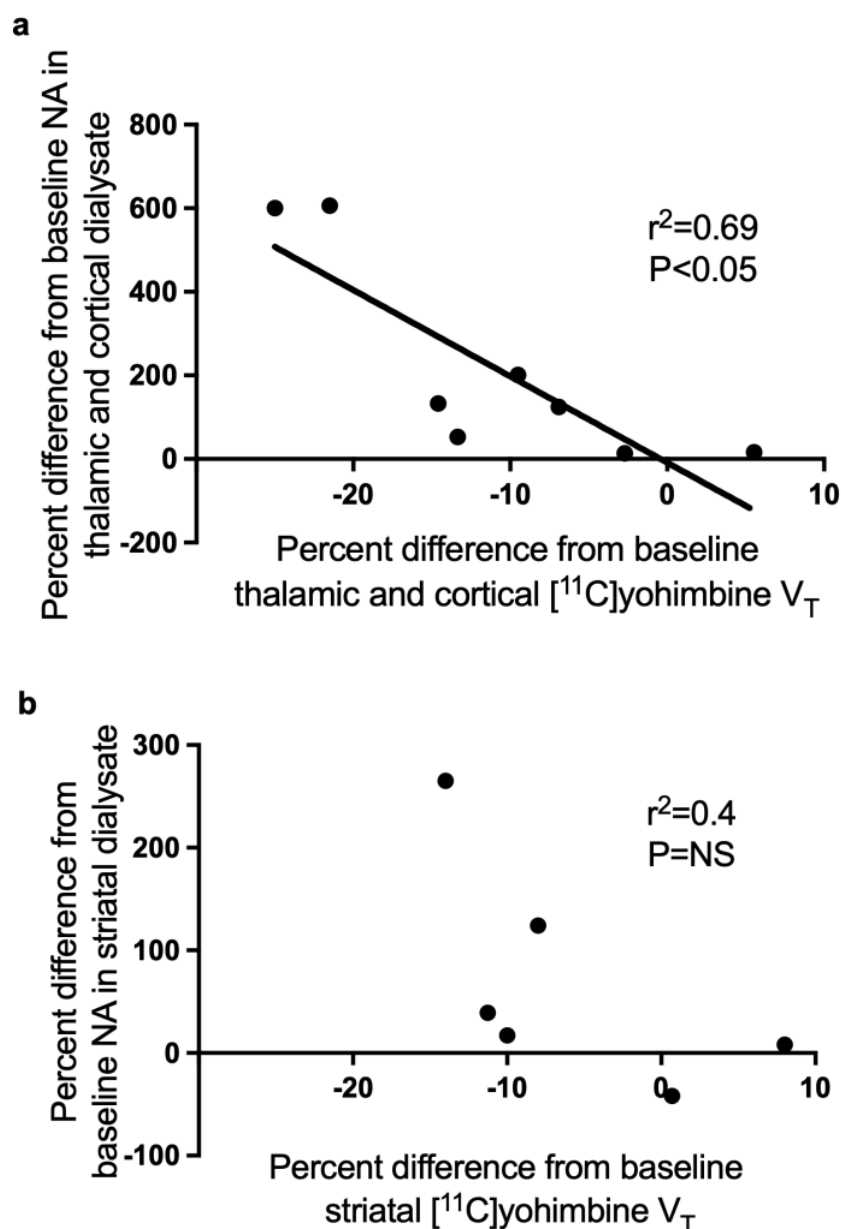 a
Percent difference from baseline NA in
thalamic and cortical dialysate
800
600
400
200
0
-200
-20
-10
0
10
r²=0.69
P<0.05
Percent difference from baseline
thalamic and cortical [¹¹C]yohimbine V_T
b
Percent difference from
baseline NA in striatal dialysate
300
200
100
0
-100
-20
-10
0
10
r²=0.4
P=NS
Percent difference from baseline
striatal [¹¹C]yohimbine V_T